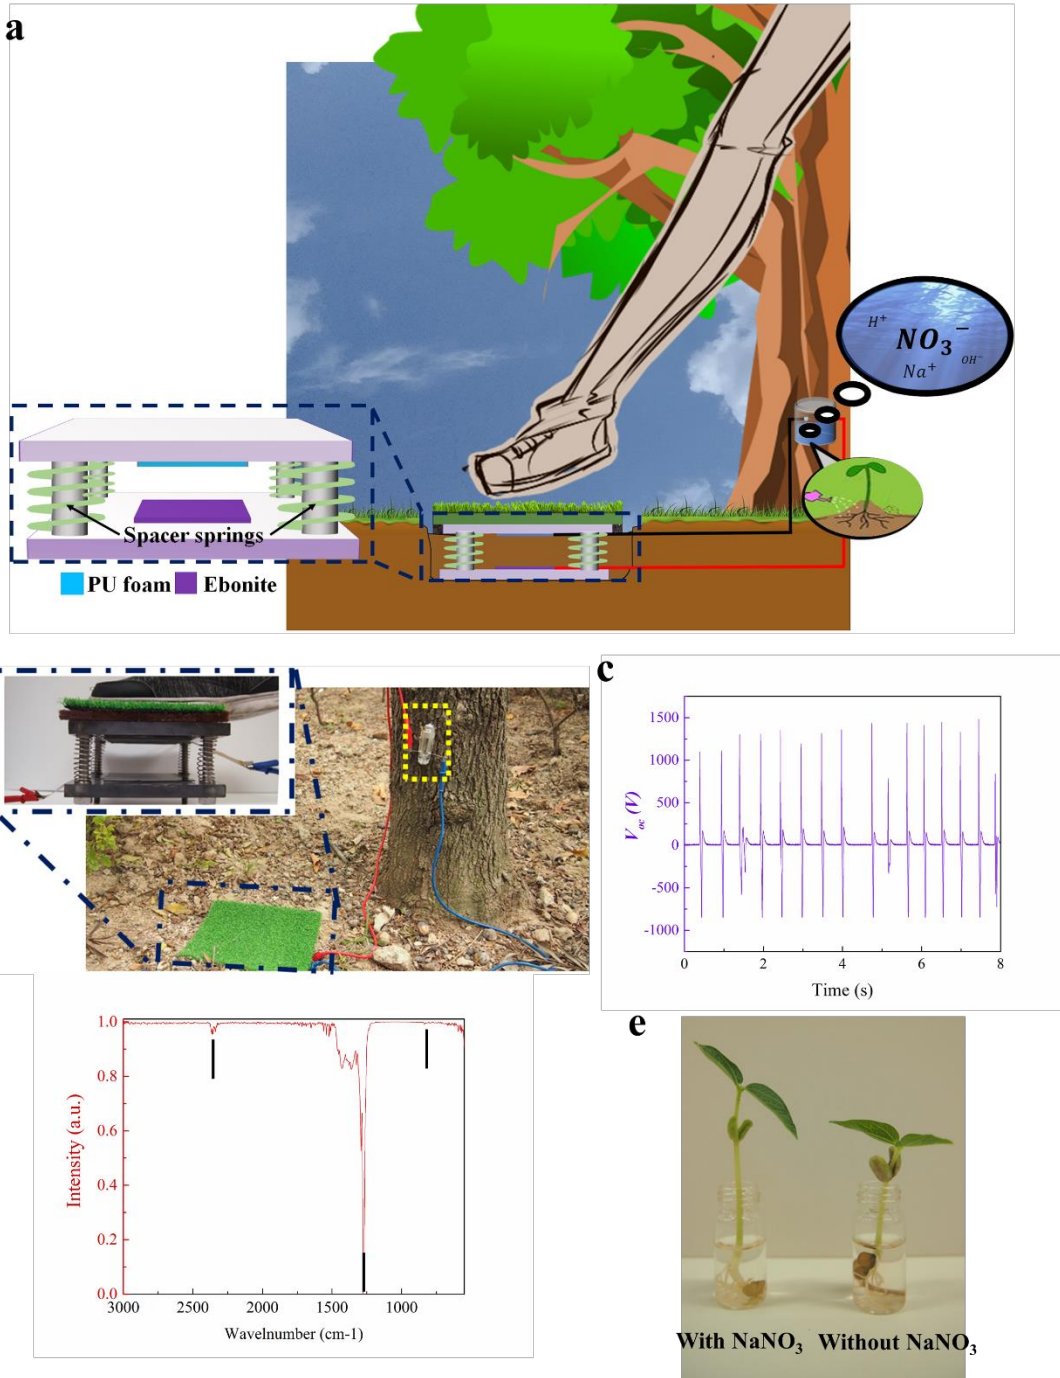 a
H⁺
NO₃⁻
OH⁻
Na⁺
Spacer springs
PU foam
Ebonite
c
1500
1000
500
0
-500
-1000
V_oc (V)
0
2
4
6
8
Time (s)
1.0
0.8
0.6
0.4
0.2
0.0
Intensity (a.u.)
3000
2500
2000
1500
1000
Wavelnumber (cm-1)
e
With NaNO₃
Without NaNO₃